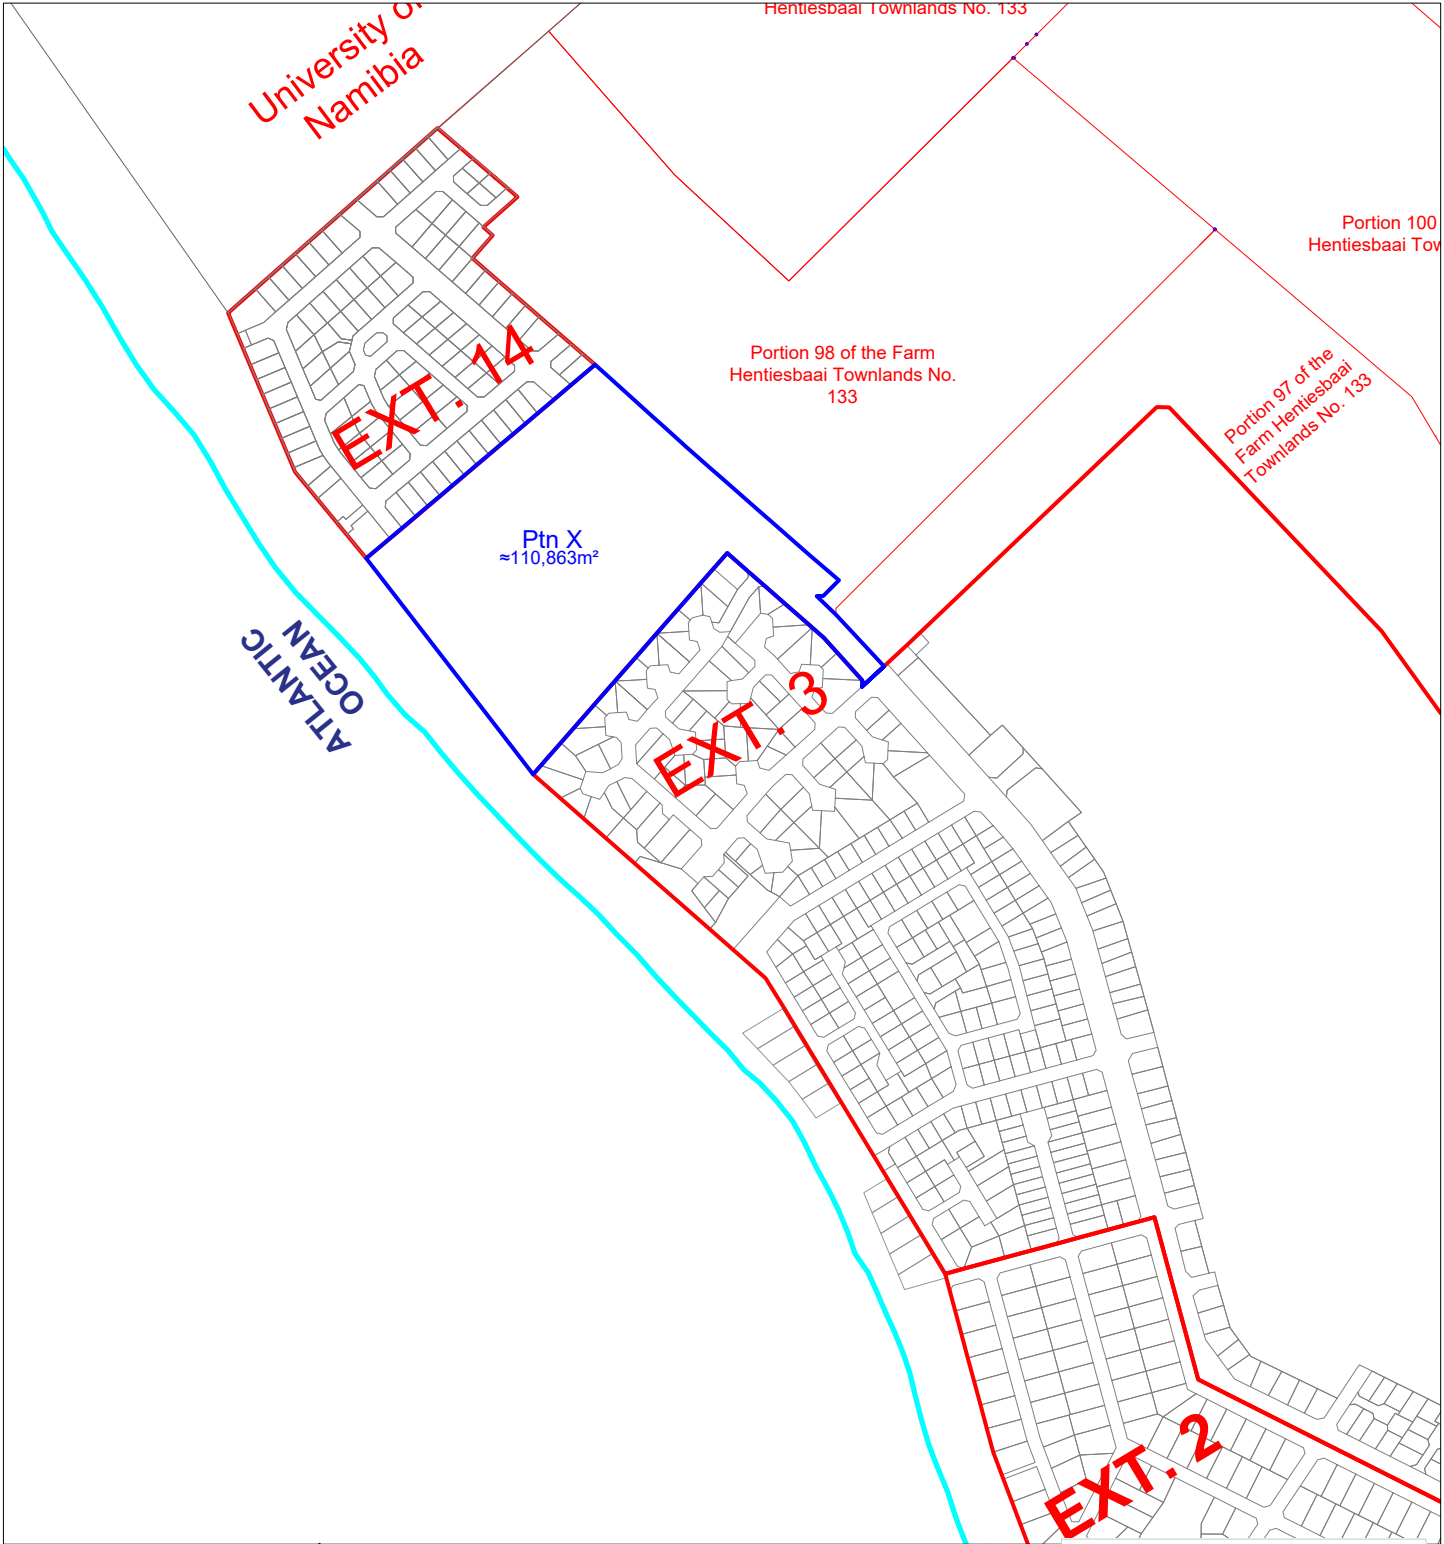 Hentiesbaai Townlands No. 133
University of
Namibia
Portion 100
Hentiesbaai Tow
EXT. 14
Portion 98 of the Farm
Hentiesbaai Townlands No.
133
Portion 97 of the
Farm Hentiesbaai
Townlands No. 133
Ptn X
≈110,863m²
ATLANTIC
OCEAN
EXT. 3
EXT. 2